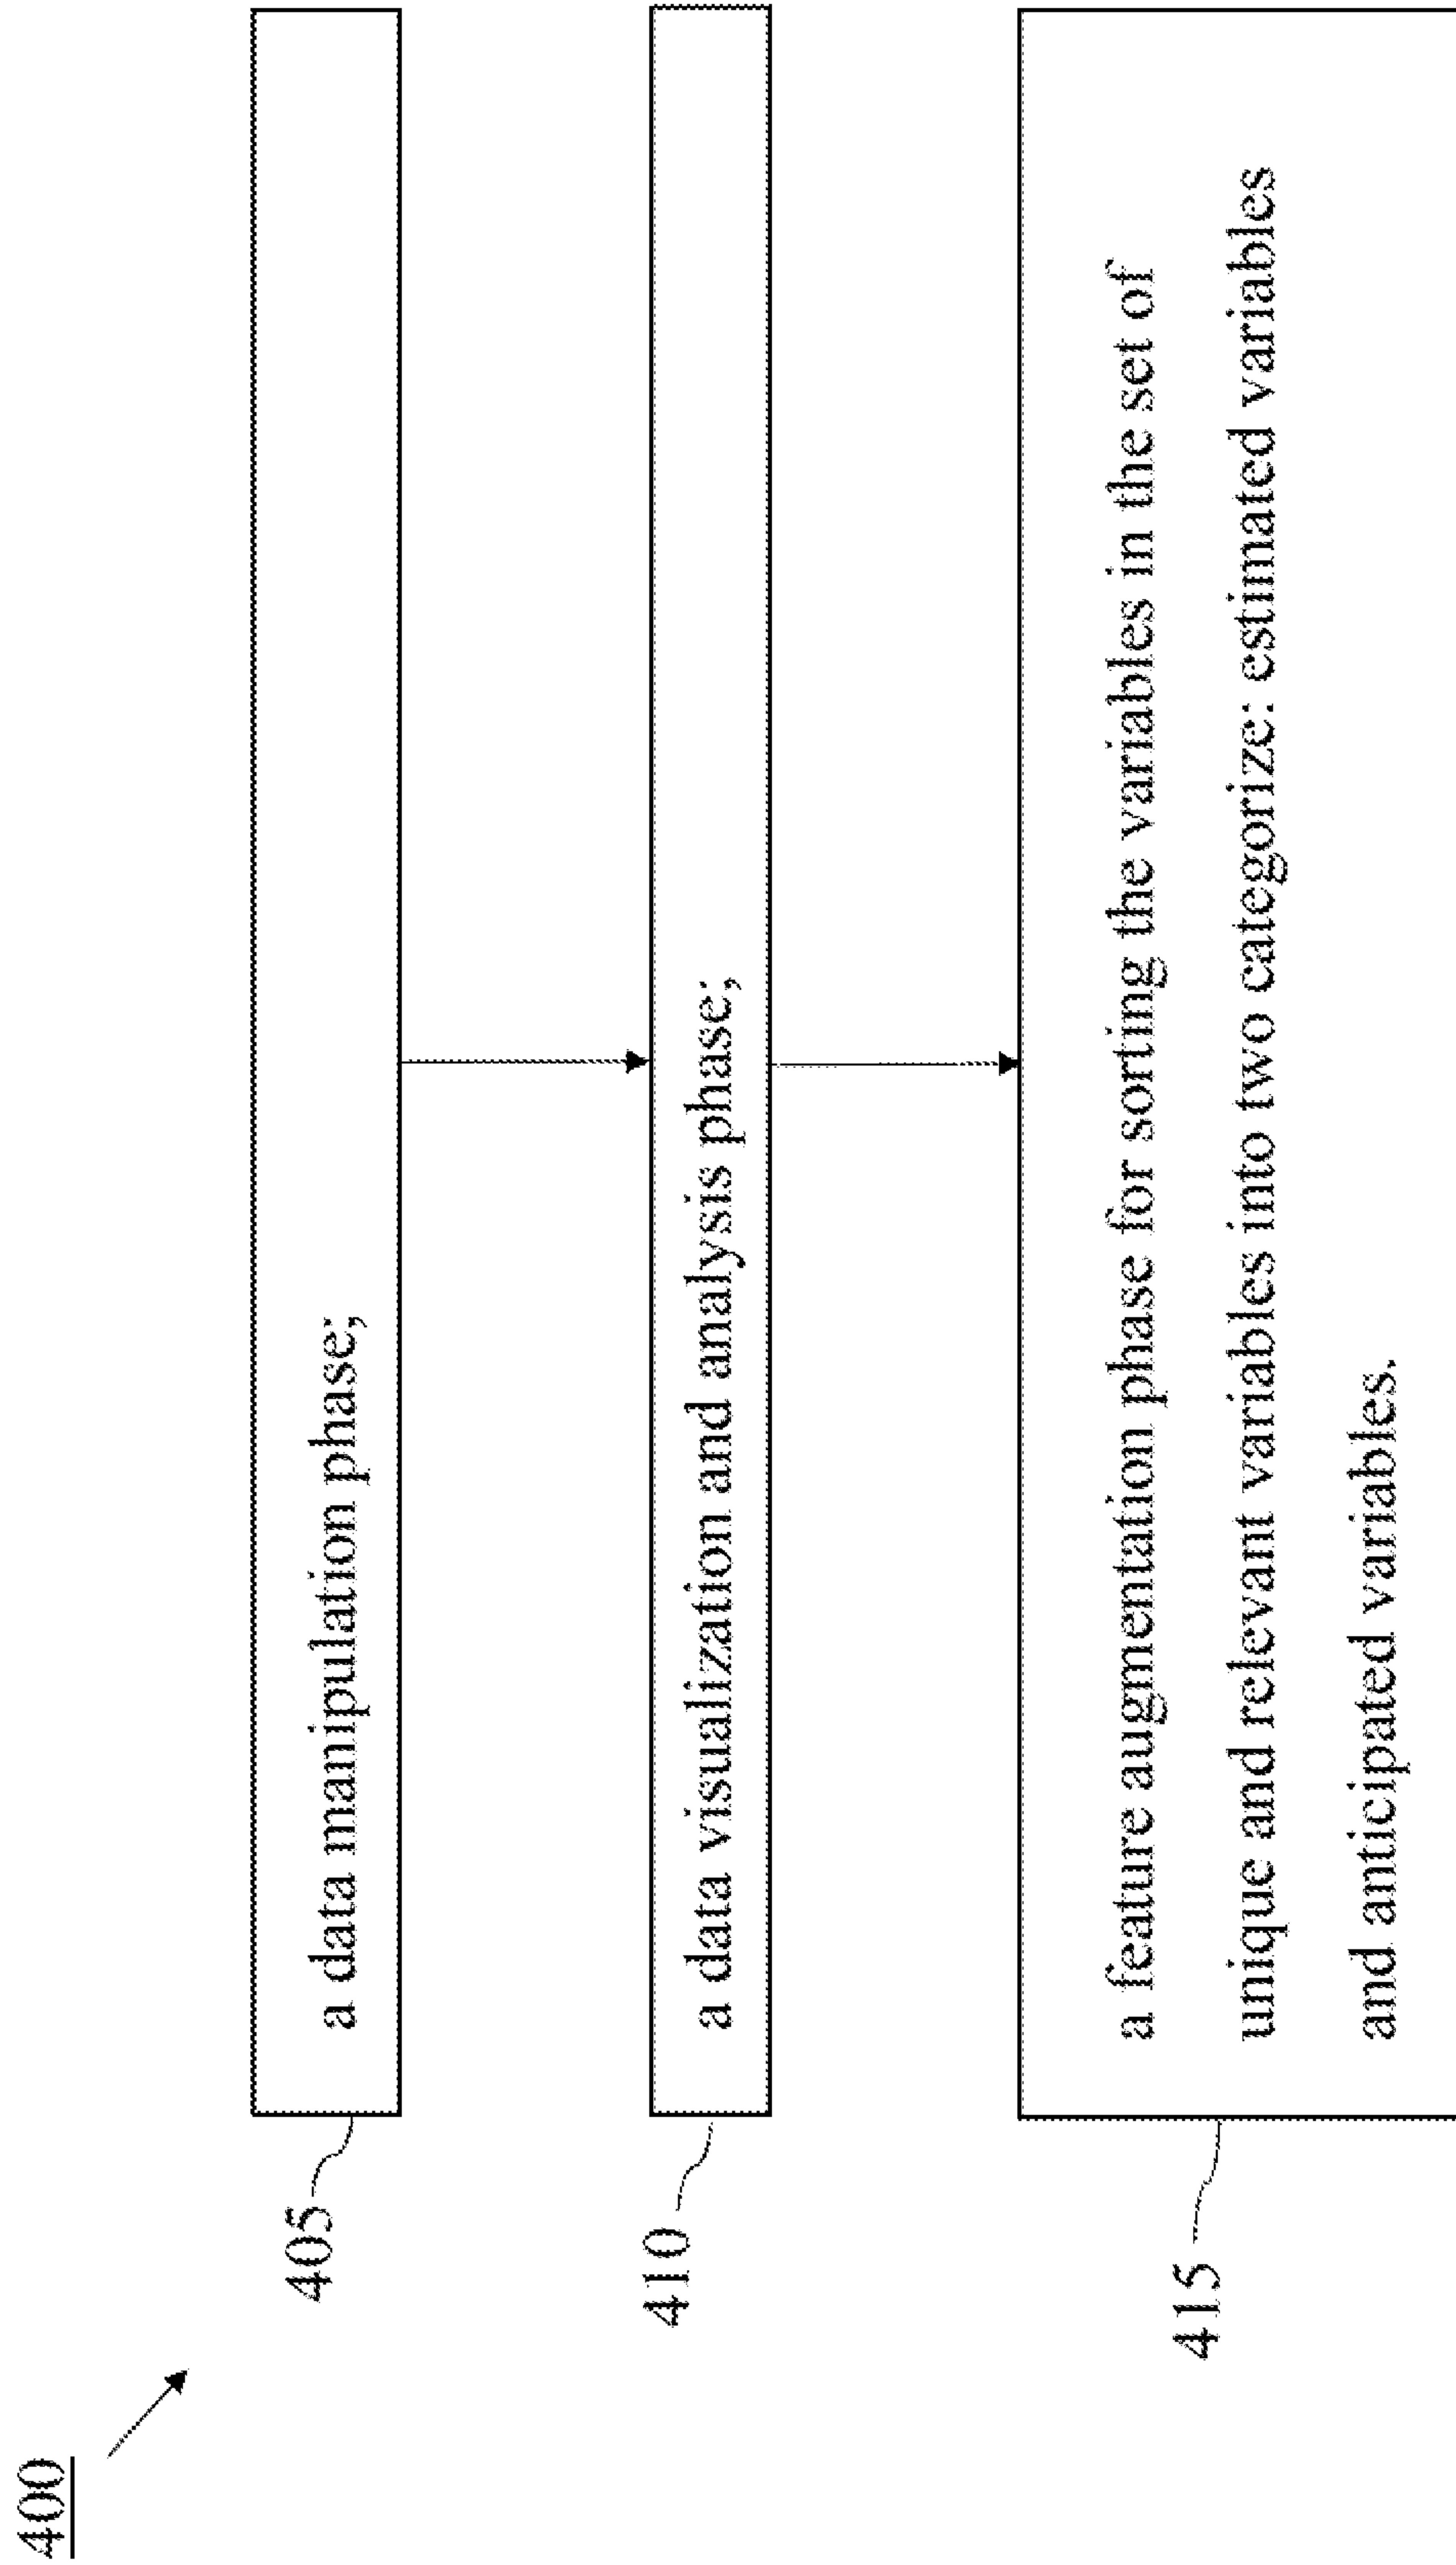 400
405
a data manipulation phase;
410
a data visualization and analysis phase;
415
a feature augmentation phase for sorting the variables in the set of
unique and relevant variables into two categorize: estimated variables
and anticipated variables.